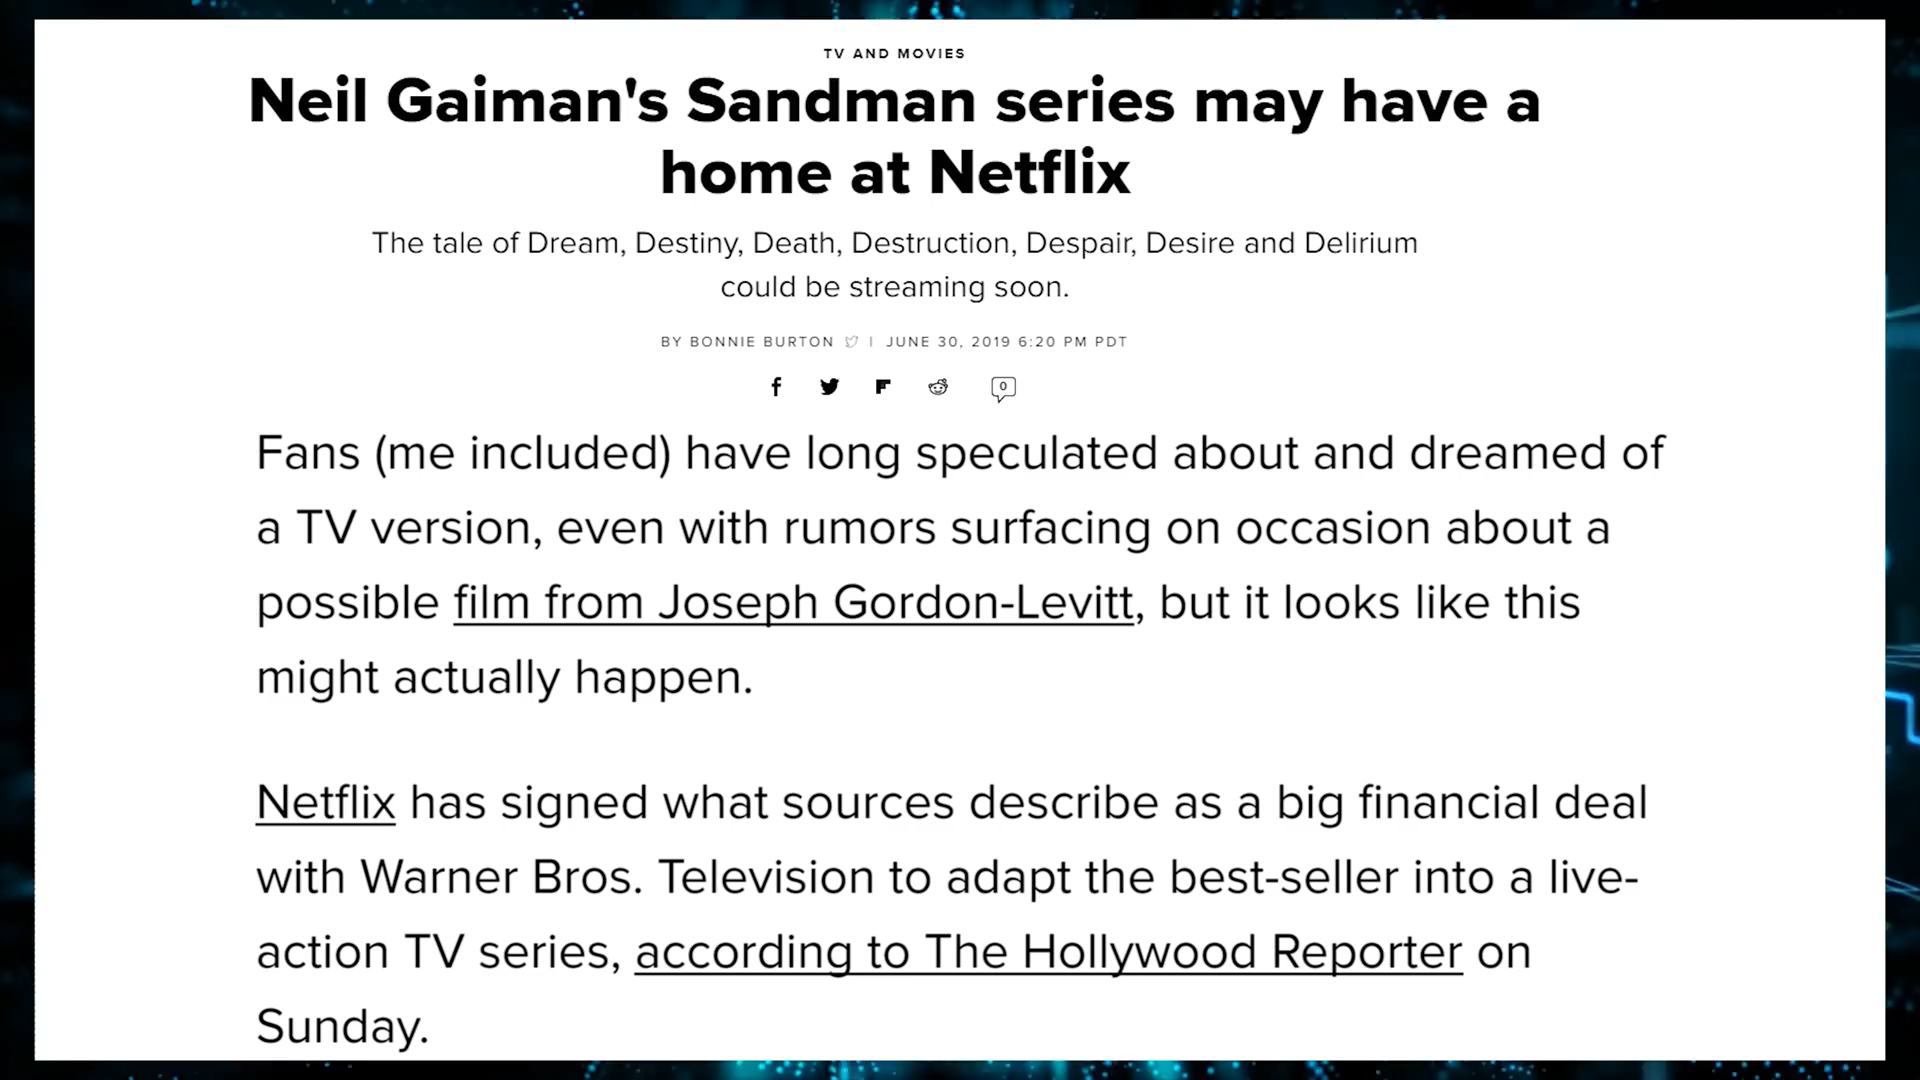 TV AND MOVIES
Neil Gaiman's Sandman series may have a
home at Netflix
The tale of Dream, Destiny, Death, Destruction, Despair, Desire and Delirium
could be streaming soon.
BY BONNIE BURTON | JUNE 30, 2019 6:20 PM PDT
0
Fans (me included) have long speculated about and dreamed of
a TV version, even with rumors surfacing on occasion about a
possible film from Joseph Gordon-Levitt, but it looks like this
might actually happen.
Netflix has signed what sources describe as a big financial deal
with Warner Bros. Television to adapt the best-seller into a live-
action TV series, according to The Hollywood Reporter on
Sunday.